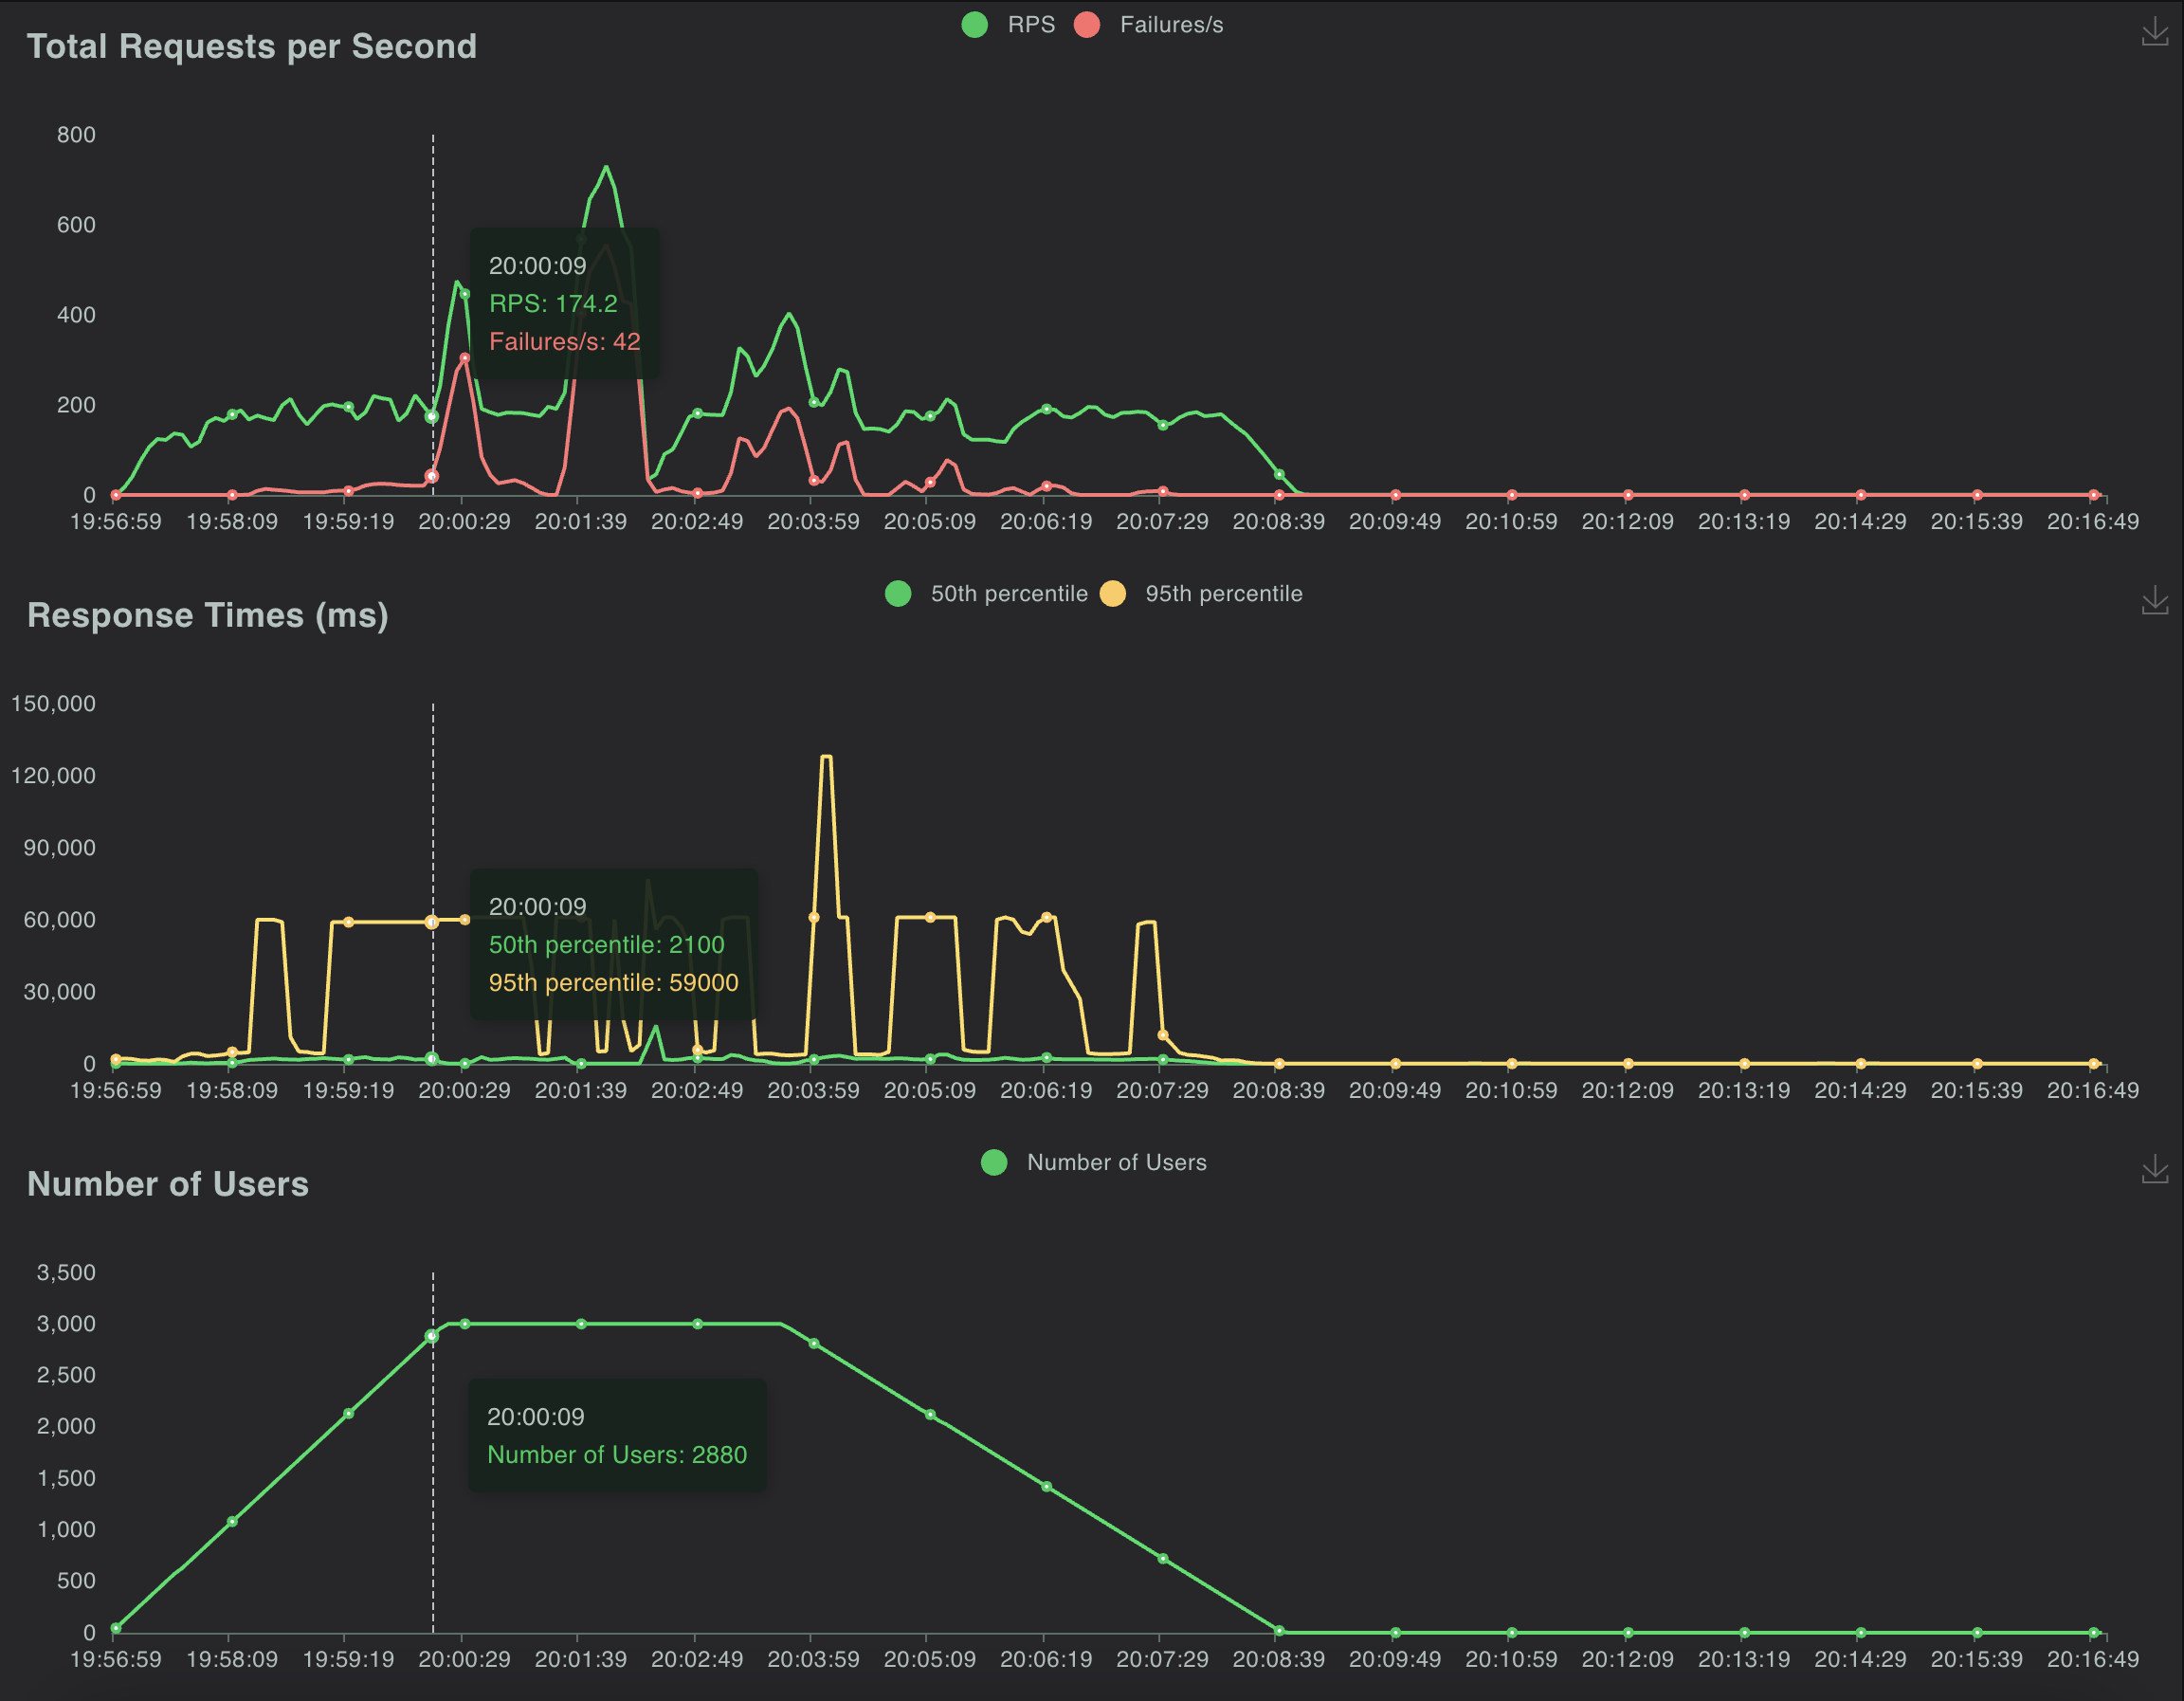 RPS Failures/s
Total Requests per Second
800
600
400
200
0
20:00:09
RPS: 174.2
Failures/s: 42
19:56:59 19:58:09 19:59:19 20:00:29 20:01:39 20:02:49 20:03:59 20:05:09 20:06:19 20:07:29 20:08:39 20:09:49 20:10:59 20:12:09 20:13:19 20:14:29 20:15:39 20:16:49
50th percentile 95th percentile
Response Times (ms)
150,000
120,000
90,000
60,000
30,000
0
20:00:09
50th percentile: 2100
95th percentile: 59000
19:56:59 19:58:09 19:59:19 20:00:29 20:01:39 20:02:49 20:03:59 20:05:09 20:06:19 20:07:29 20:08:39 20:09:49 20:10:59 20:12:09 20:13:19 20:14:29 20:15:39 20:16:49
Number of Users
Number of Users
3,500
3,000
2,500
2,000
1,500
1,000
500
0
20:00:09
Number of Users: 2880
19:56:59 19:58:09 19:59:19 20:00:29 20:01:39 20:02:49 20:03:59 20:05:09 20:06:19 20:07:29 20:08:39 20:09:49 20:10:59 20:12:09 20:13:19 20:14:29 20:15:39 20:16:49